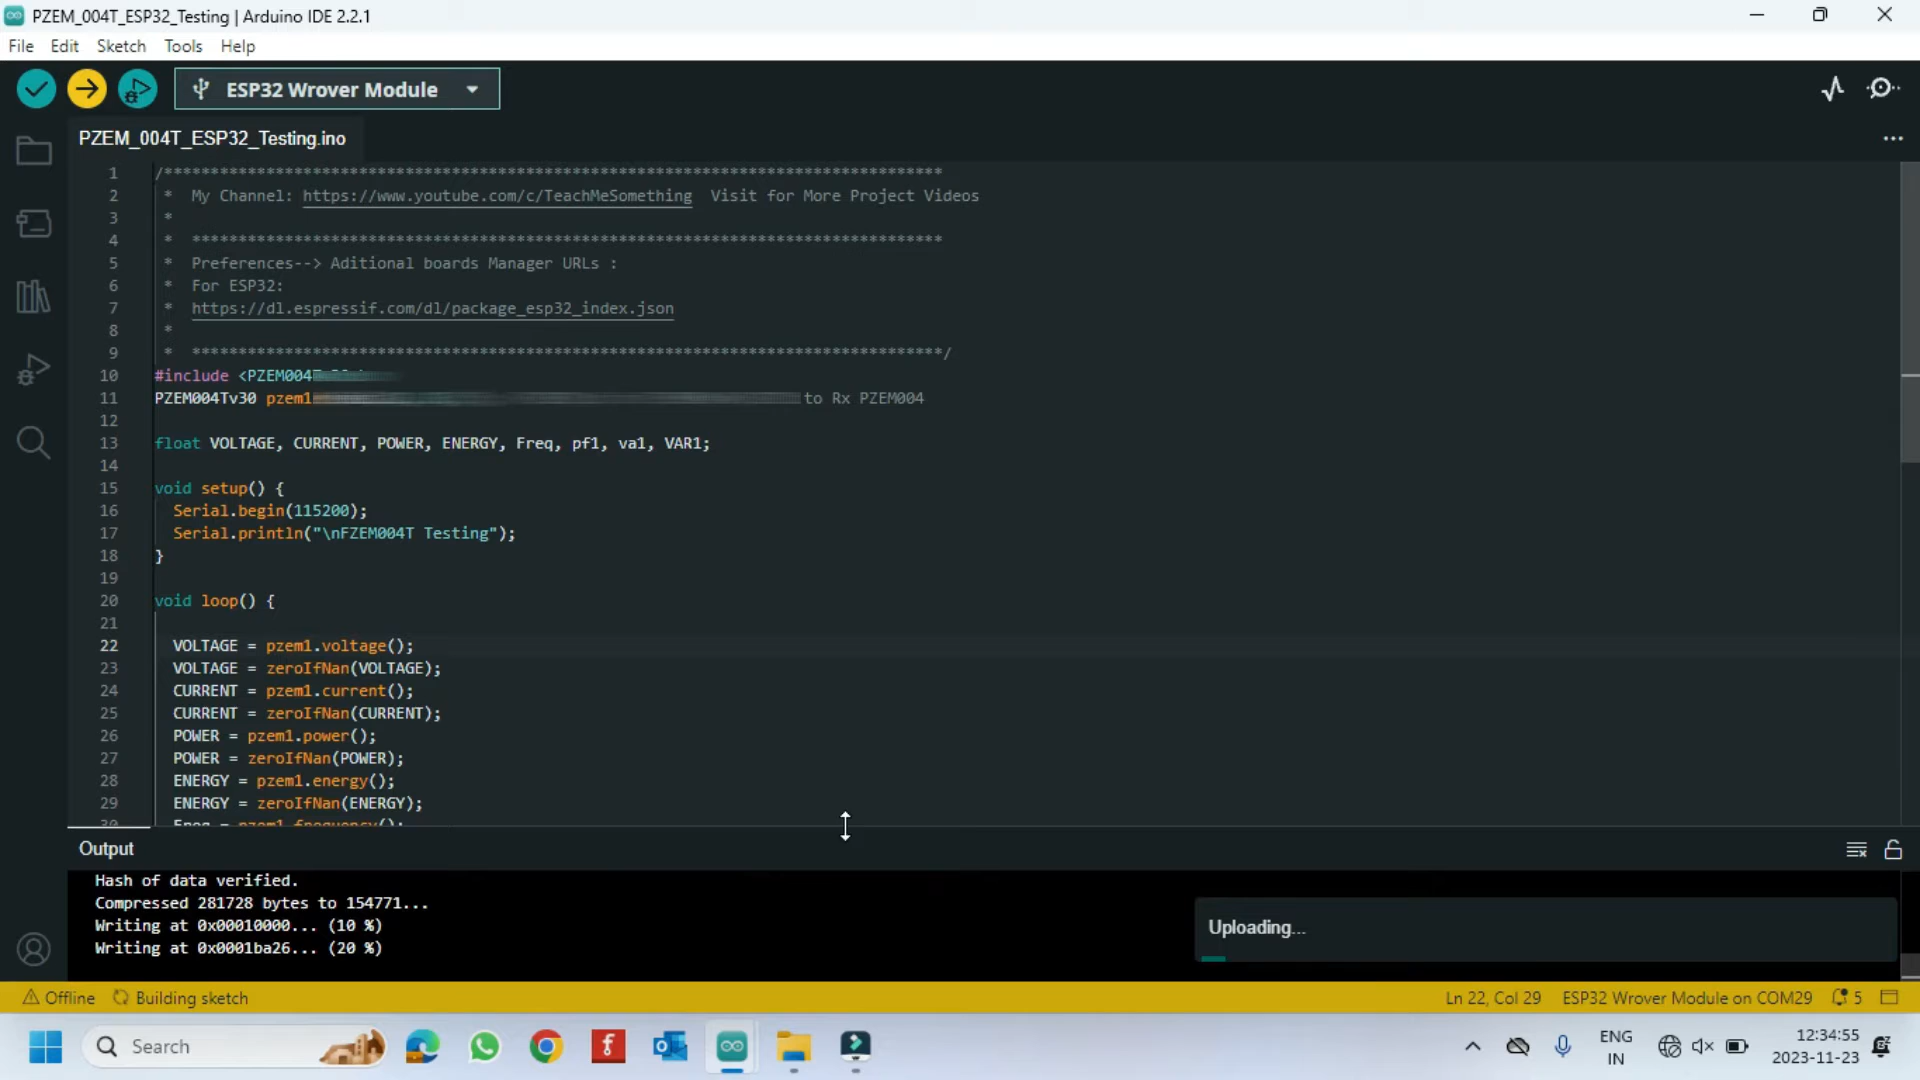 PZEM_004T_ESP32_Testing | Arduino IDE 2.2.1
File Edit Sketch Tools Help
ESP32 Wrover Module
PZEM_004T_ESP32_Testing.ino
1 /************************************************************************************
2 * My Channel: https://www.youtube.com/c/TeachMeSomething Visit for More Project Videos
3 *
4 * *********************************************************************************
5 * Preferences--> Aditional boards Manager URLs :
6 * For ESP32:
7 * https://dl.espressif.com/dl/package_esp32_index.json
8 *
9 * *********************************************************************************/
10 #include <PZEM004
11 PZEM004Tv30 pzem1 to Rx PZEM004
12
13 float VOLTAGE, CURRENT, POWER, ENERGY, Freq, pf1, va1, VAR1;
14
15 void setup() {
16 Serial.begin(115200);
17 Serial.println("\nFZEM004T Testing");
18 }
19
20 void loop() {
21
22 VOLTAGE = pzem1.voltage();
23 VOLTAGE = zeroIfNan(VOLTAGE);
24 CURRENT = pzem1.current();
25 CURRENT = zeroIfNan(CURRENT);
26 POWER = pzem1.power();
27 POWER = zeroIfNan(POWER);
28 ENERGY = pzem1.energy();
29 ENERGY = zeroIfNan(ENERGY);
30 Freq = pzem1.frequency();
Output
Hash of data verified.
Compressed 281728 bytes to 154771...
Writing at 0x00010000... (10 %)
Writing at 0x0001ba26... (20 %)
Uploading...
Offline Building sketch Ln 22, Col 29 ESP32 Wrover Module on COM29 5
Search
ENG
IN
12:34:55
2023-11-23